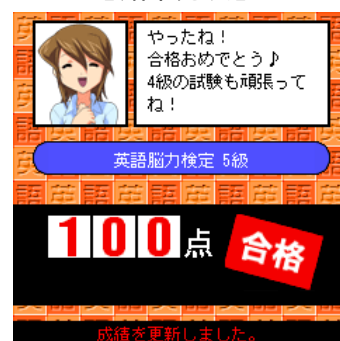 やったね！
合格おめでとう♪
4級の試験も頑張って
ね！
英語脳力検定 5級
100点
合格
成績を更新しました。